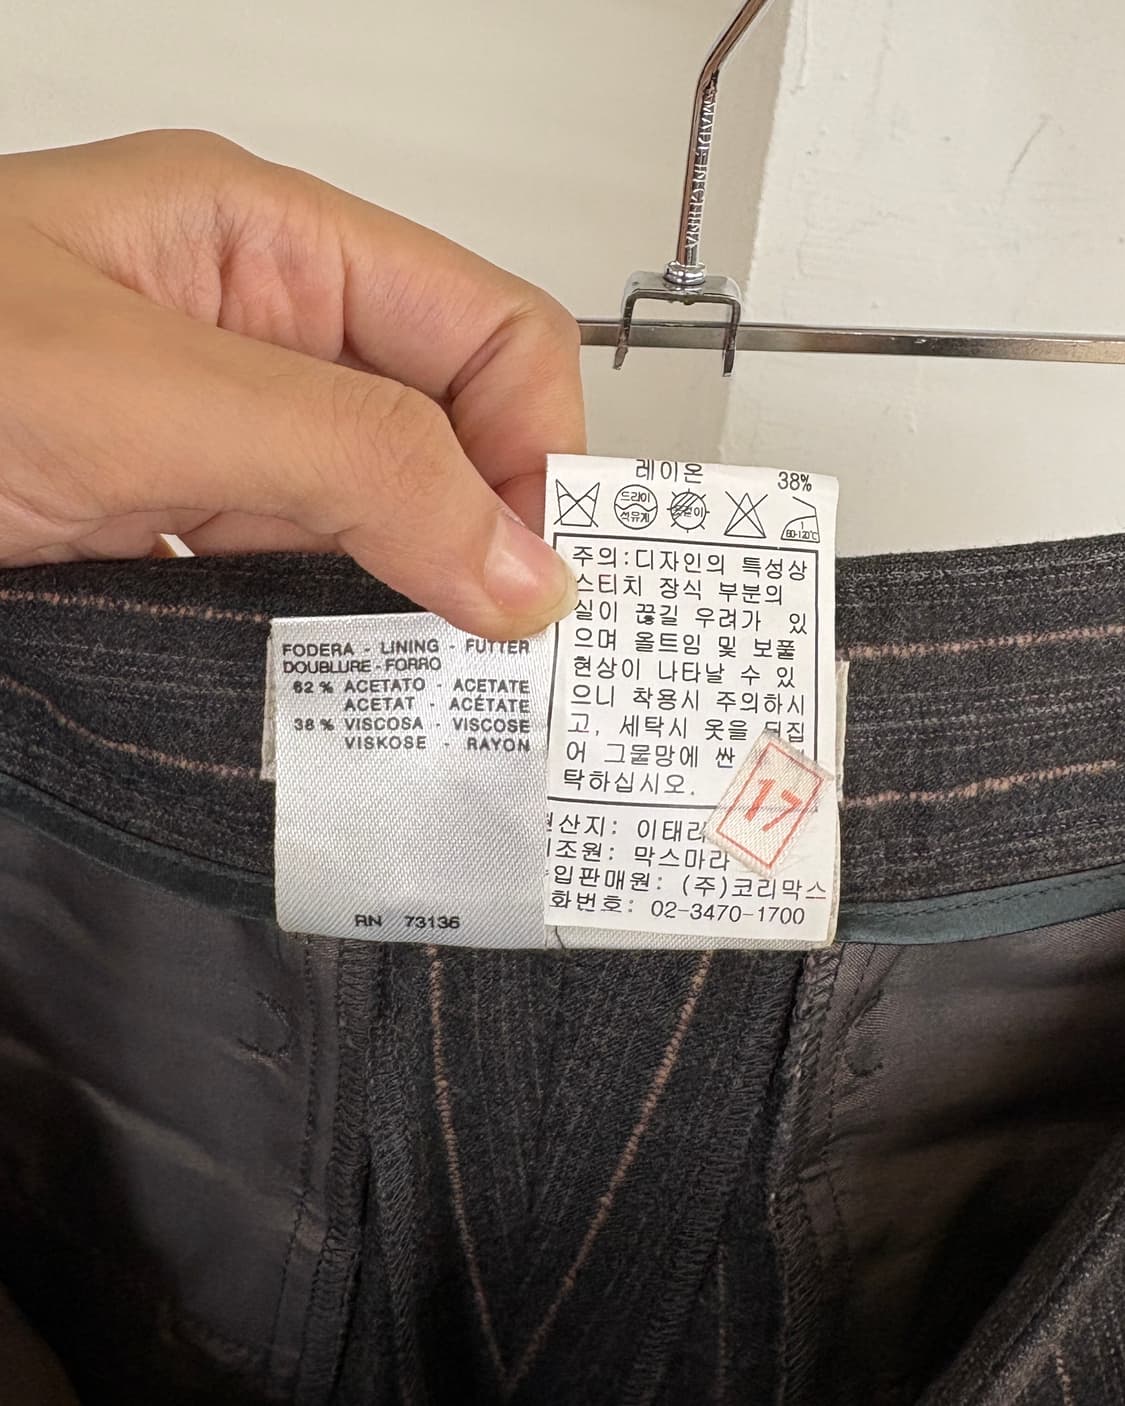 FODERA - LINING - FUTTER
DOUBLURE - FORRO
62 % ACETATO - ACETATE
ACETAT - ACÉTATE
38 % VISCOSA - VISCOSE
VISKOSE - RAYON
RN 73136
레이온 38%
드라이
석유계
드라이
1
80-120℃
주의:디자인의 특성상
스티치 장식 부분의
실이 끊길 우려가 있
으며 올트임 및 보풀
현상이 나타날 수 있
으니 착용시 주의하시
고, 세탁시 옷을 뒤집
어 그물망에 싼
탁하십시오.
17
산지: 이태리
조원: 막스마라
입판매원: (주)코리막스
화번호: 02-3470-1700